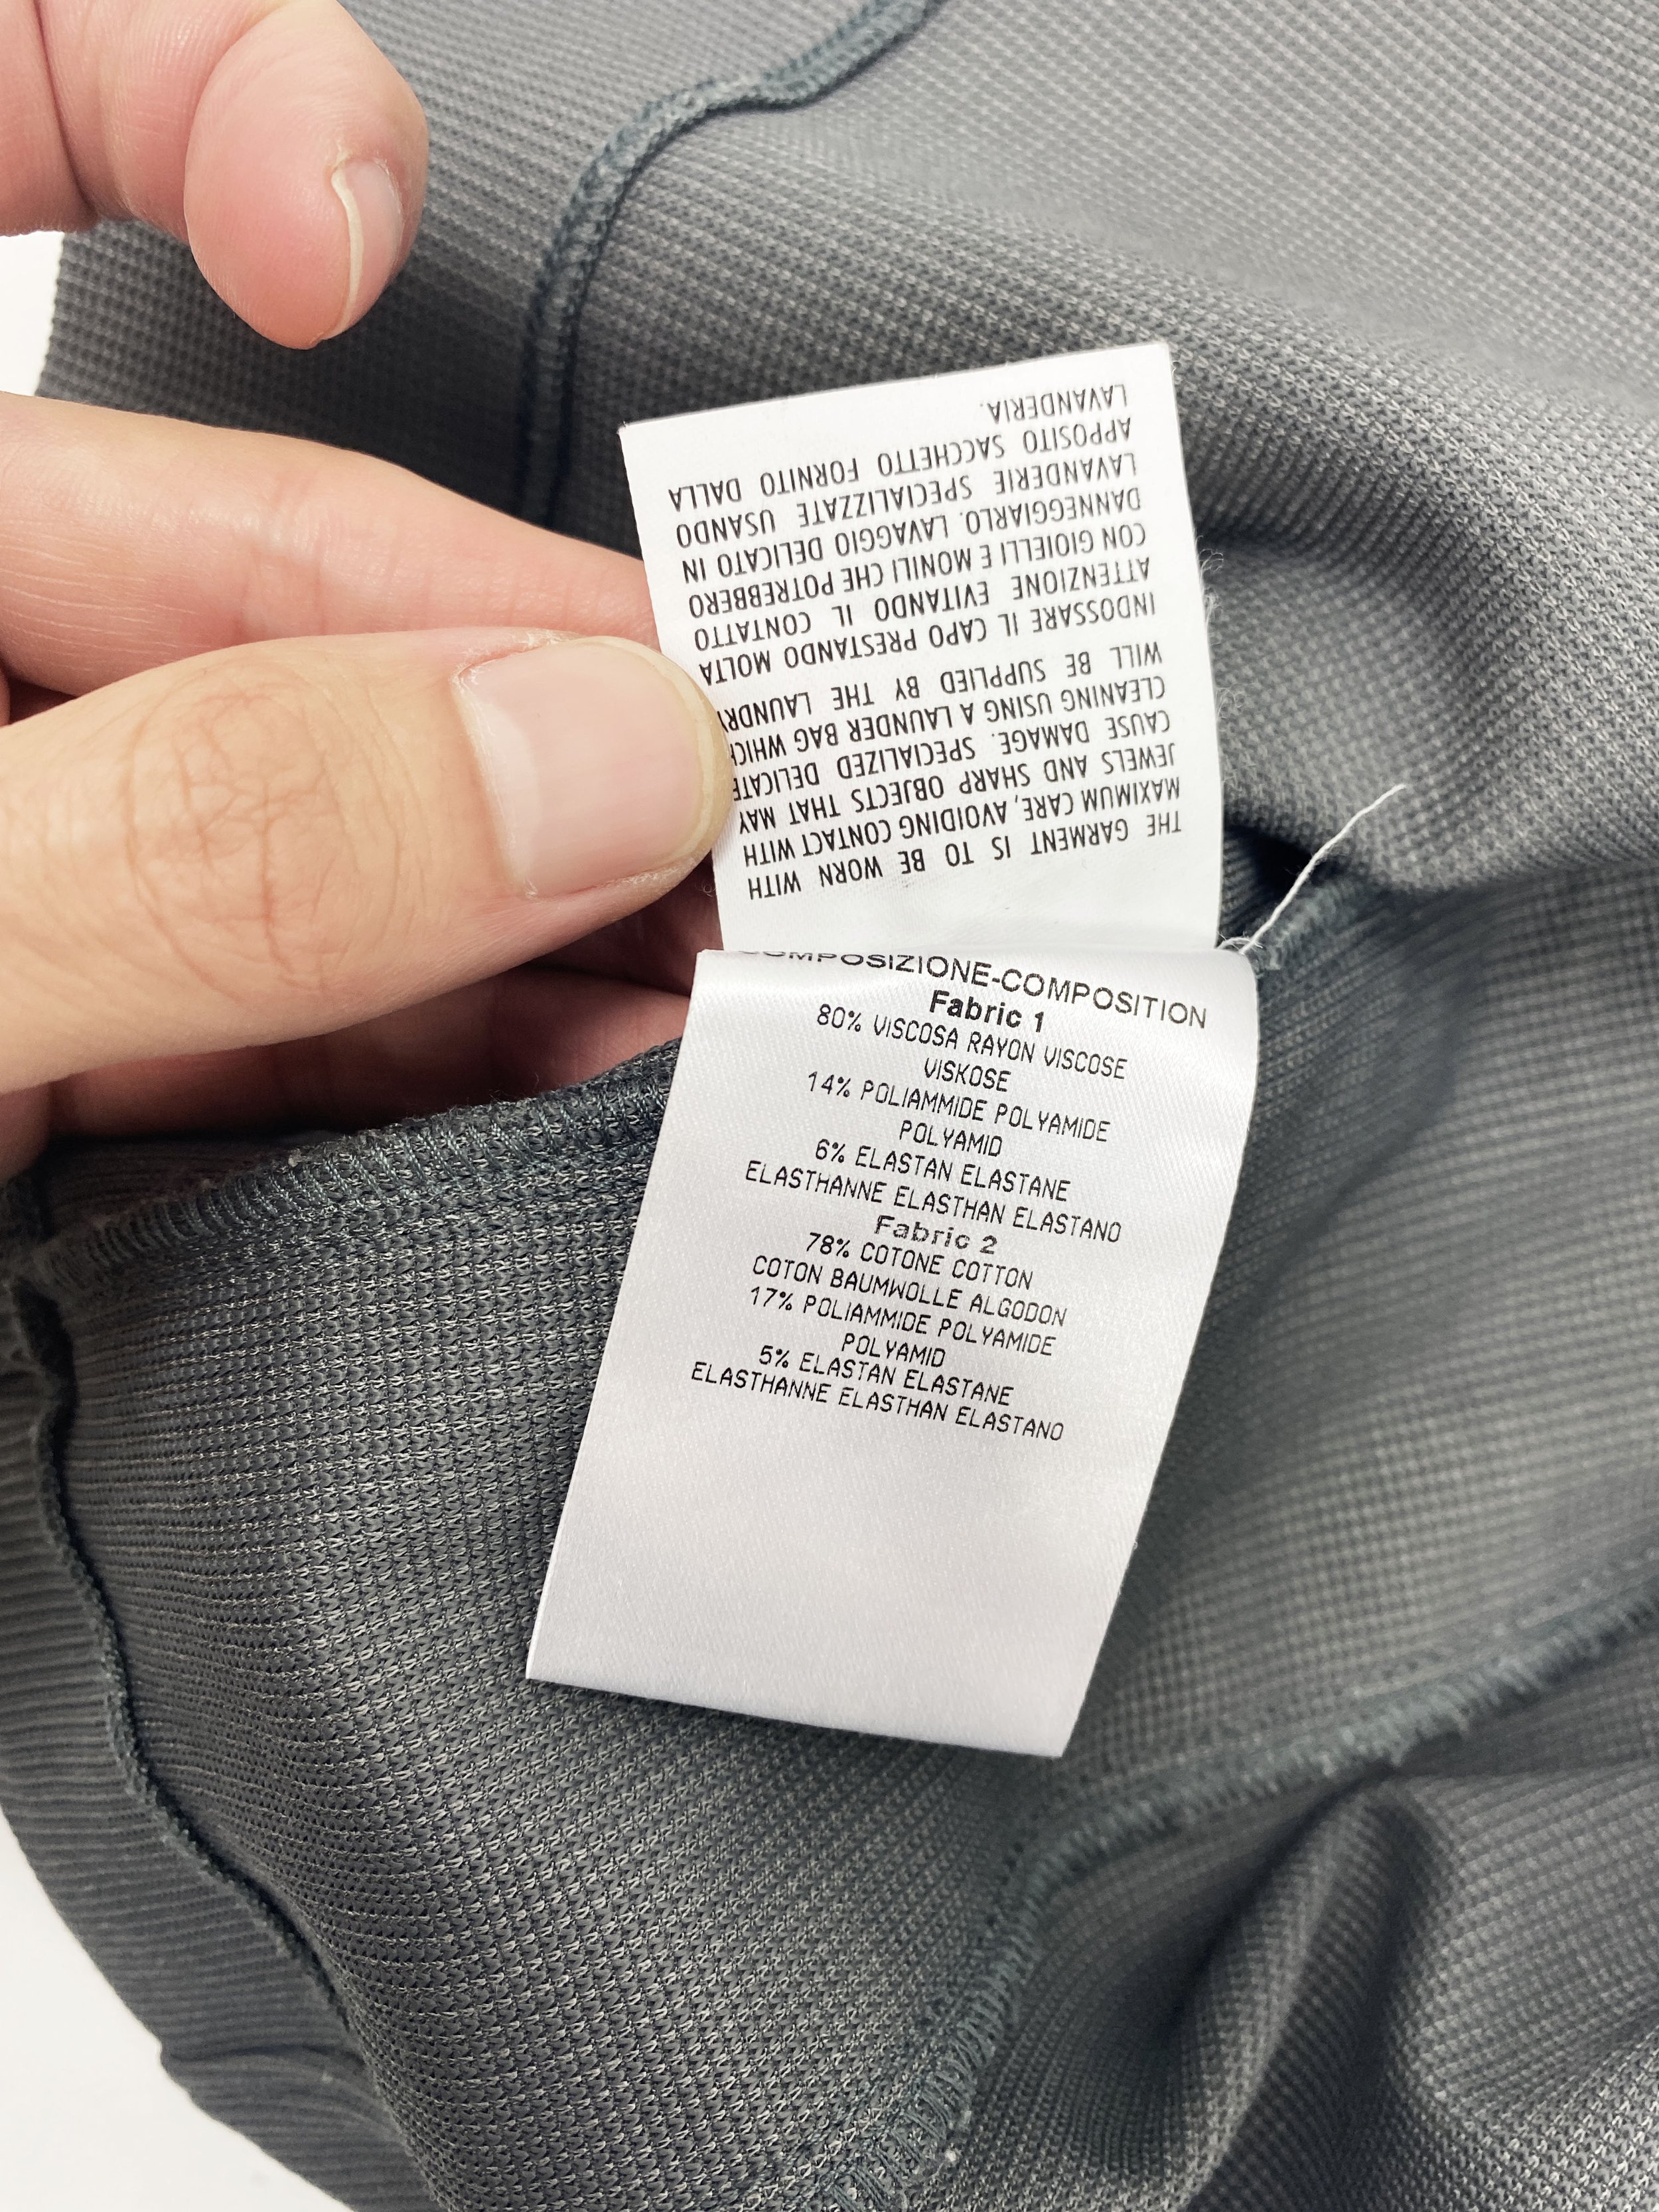 THE GARMENT IS TO BE WORN WITH
MAXIMUM CARE, AVOIDING CONTACT WITH
JEWELS AND SHARP OBJECTS THAT MAY
CAUSE DAMAGE. SPECIALIZED DELICATE
CLEANING USING A LAUNDER BAG WHICH
WILL BE SUPPLIED BY THE LAUNDRY
INDOSSARE IL CAPO PRESTANDO MOLTA
ATTENZIONE EVITANDO IL CONTATTO
CON GIOIELLI E MONILI CHE POTREBBERO
DANNEGGIARLO. LAVAGGIO DELICATO IN
LAVANDERIE SPECIALIZZATE USANDO
APPOSITO SACCHETTO FORNITO DALLA
LAVANDERIA.
COMPOSIZIONE-COMPOSITION
Fabric 1
80% VISCOSA RAYON VISCOSE
VISKOSE
14% POLIAMMIDE POLYAMIDE
POLYAMID
6% ELASTAN ELASTANE
ELASTHANNE ELASTHAN ELASTANO
Fabric 2
78% COTONE COTTON
COTON BAUMWOLLE ALGODON
17% POLIAMMIDE POLYAMIDE
POLYAMID
5% ELASTAN ELASTANE
ELASTHANNE ELASTHAN ELASTANO